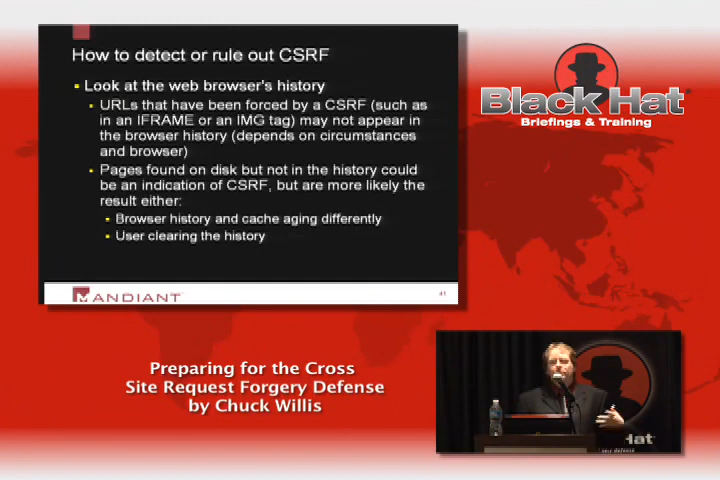 How to detect or rule out CSRF
Look at the web browser's history
URLs that have been forced by a CSRF (such as
in an IFRAME or an IMG tag) may not appear in
the browser history (depends on circumstances
and browser)
Pages found on disk but not in the history could
be an indication of CSRF, but are more likely the
result either:
Browser history and cache aging differently
User clearing the history
MANDIANT
41
Black Hat
Briefings & Training
Preparing for the Cross
Site Request Forgery Defense
by Chuck Willis
Hat